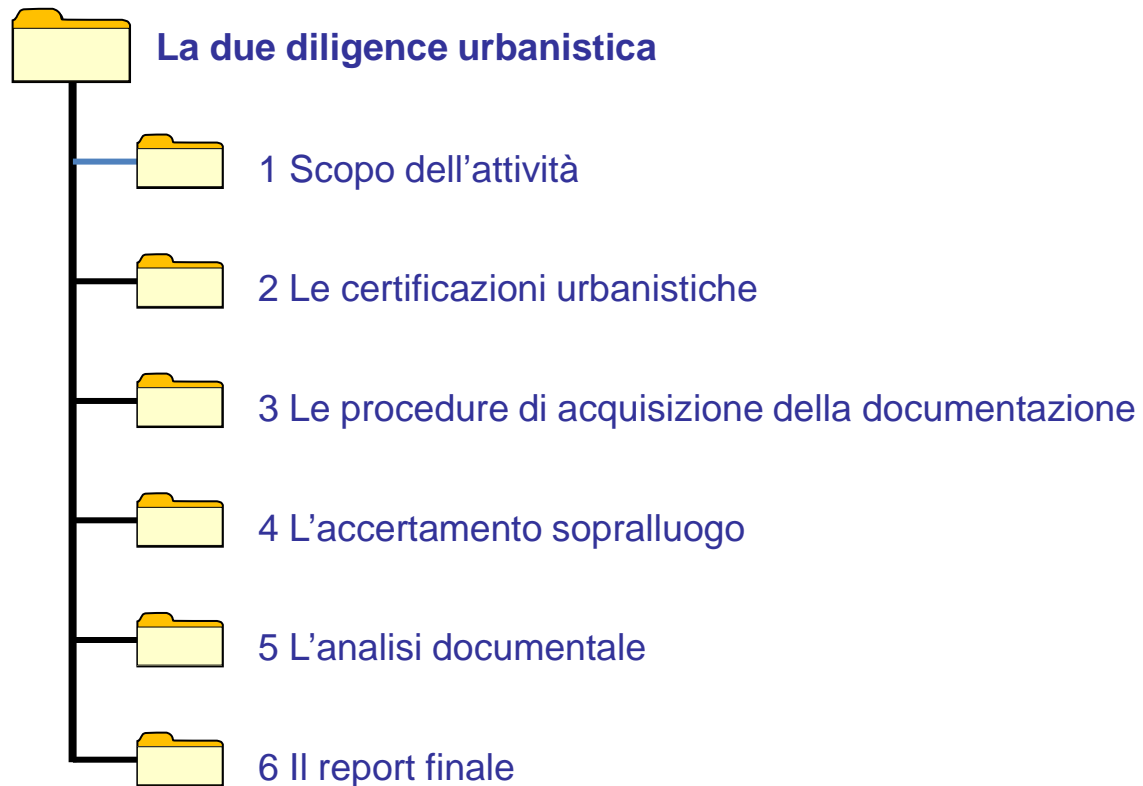 La due diligence urbanistica
1 Scopo dell’attività
2 Le certificazioni urbanistiche
3 Le procedure di acquisizione della documentazione
4 L’accertamento sopralluogo
5 L’analisi documentale
6 Il report finale